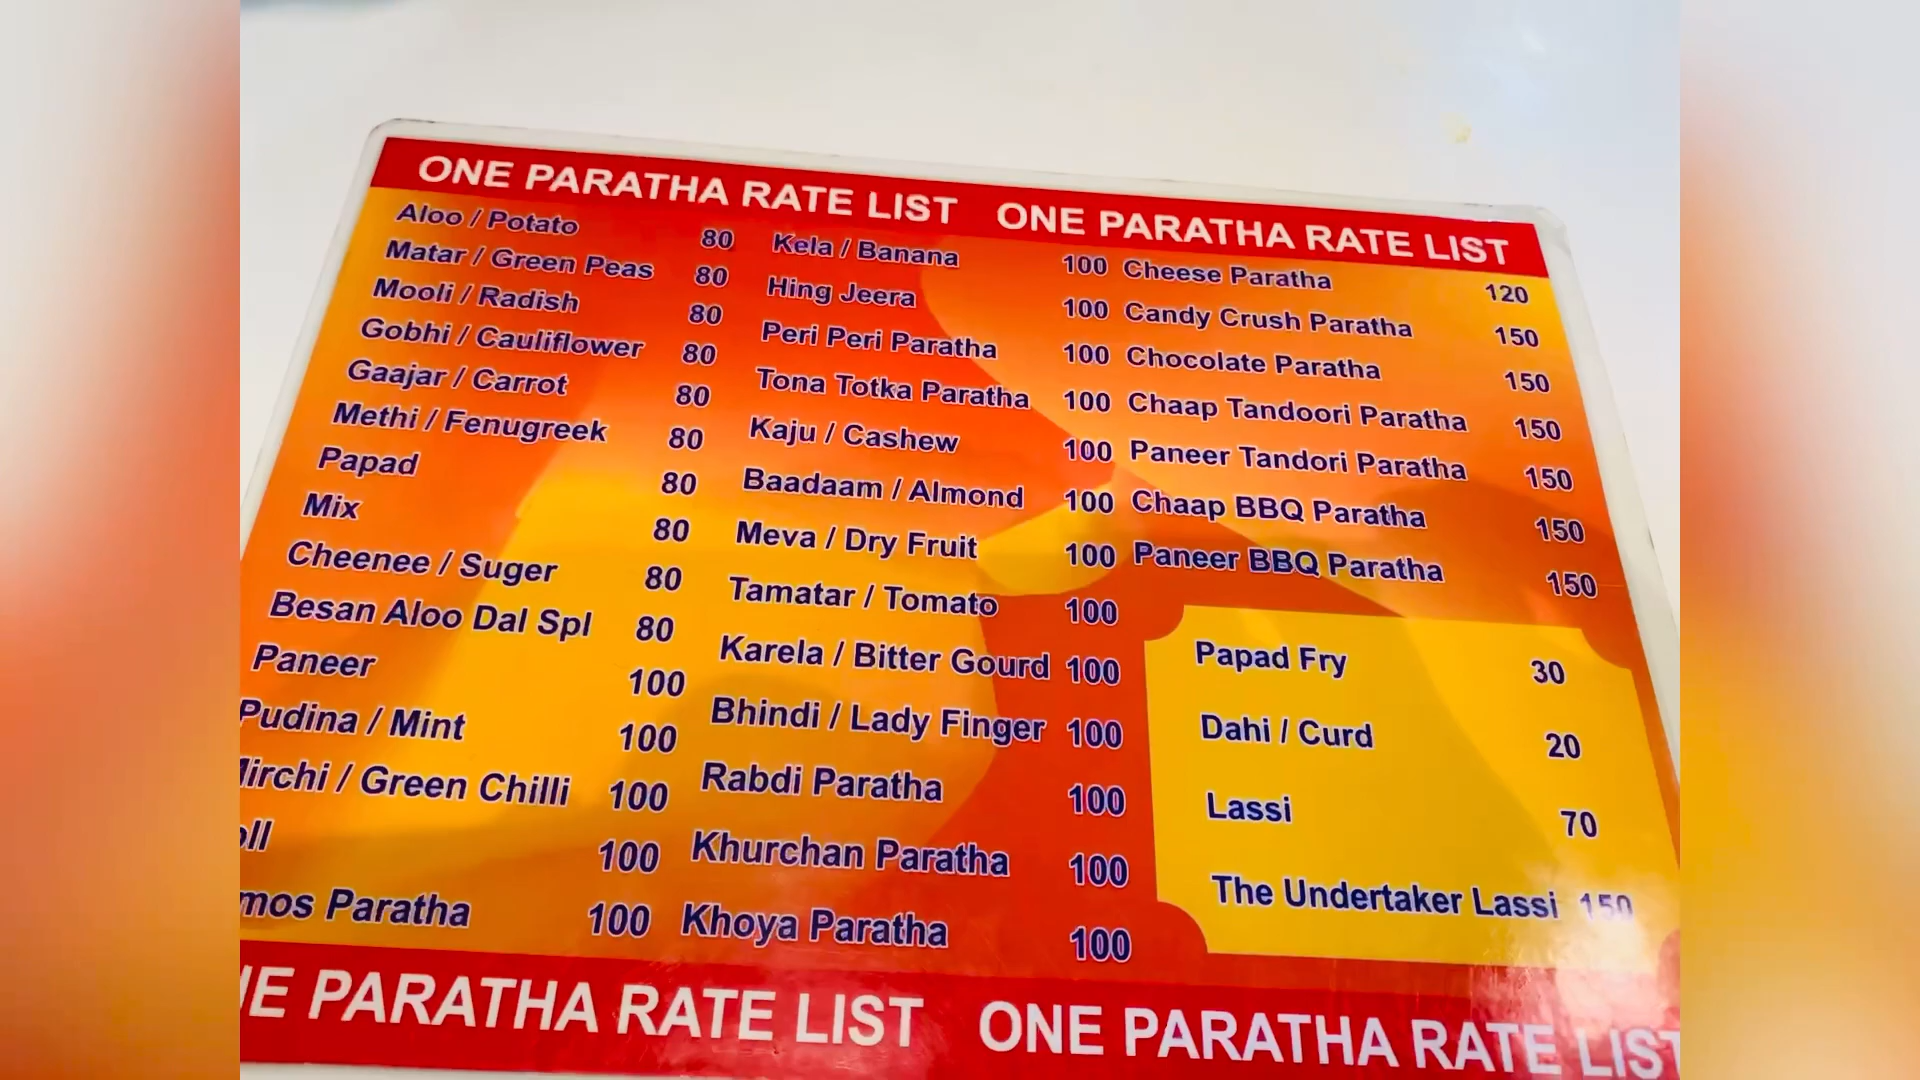 ONE PARATHA RATE LIST ONE PARATHA RATE LIST
Aloo / Potato 80
Matar / Green Peas 80
Mooli / Radish 80
Gobhi / Cauliflower 80
Gaajar / Carrot 80
Methi / Fenugreek 80
Papad 80
Mix 80
Cheenee / Suger 80
Besan Aloo Dal Spl 80
Paneer 100
Pudina / Mint 100
irchi / Green Chilli 100
oll 100
mos Paratha 100
Kela / Banana 100
Hing Jeera 100
Peri Peri Paratha 100
Tona Totka Paratha 100
Kaju / Cashew 100
Baadaam / Almond 100
Meva / Dry Fruit 100
Tamatar / Tomato 100
Karela / Bitter Gourd 100
Bhindi / Lady Finger 100
Rabdi Paratha 100
Khurchan Paratha 100
Khoya Paratha 100
Cheese Paratha 120
Candy Crush Paratha 150
Chocolate Paratha 150
Chaap Tandoori Paratha 150
Paneer Tandori Paratha 150
Chaap BBQ Paratha 150
Paneer BBQ Paratha 150
Papad Fry 30
Dahi / Curd 20
Lassi 70
The Undertaker Lassi 150
NE PARATHA RATE LIST ONE PARATHA RATE LIST